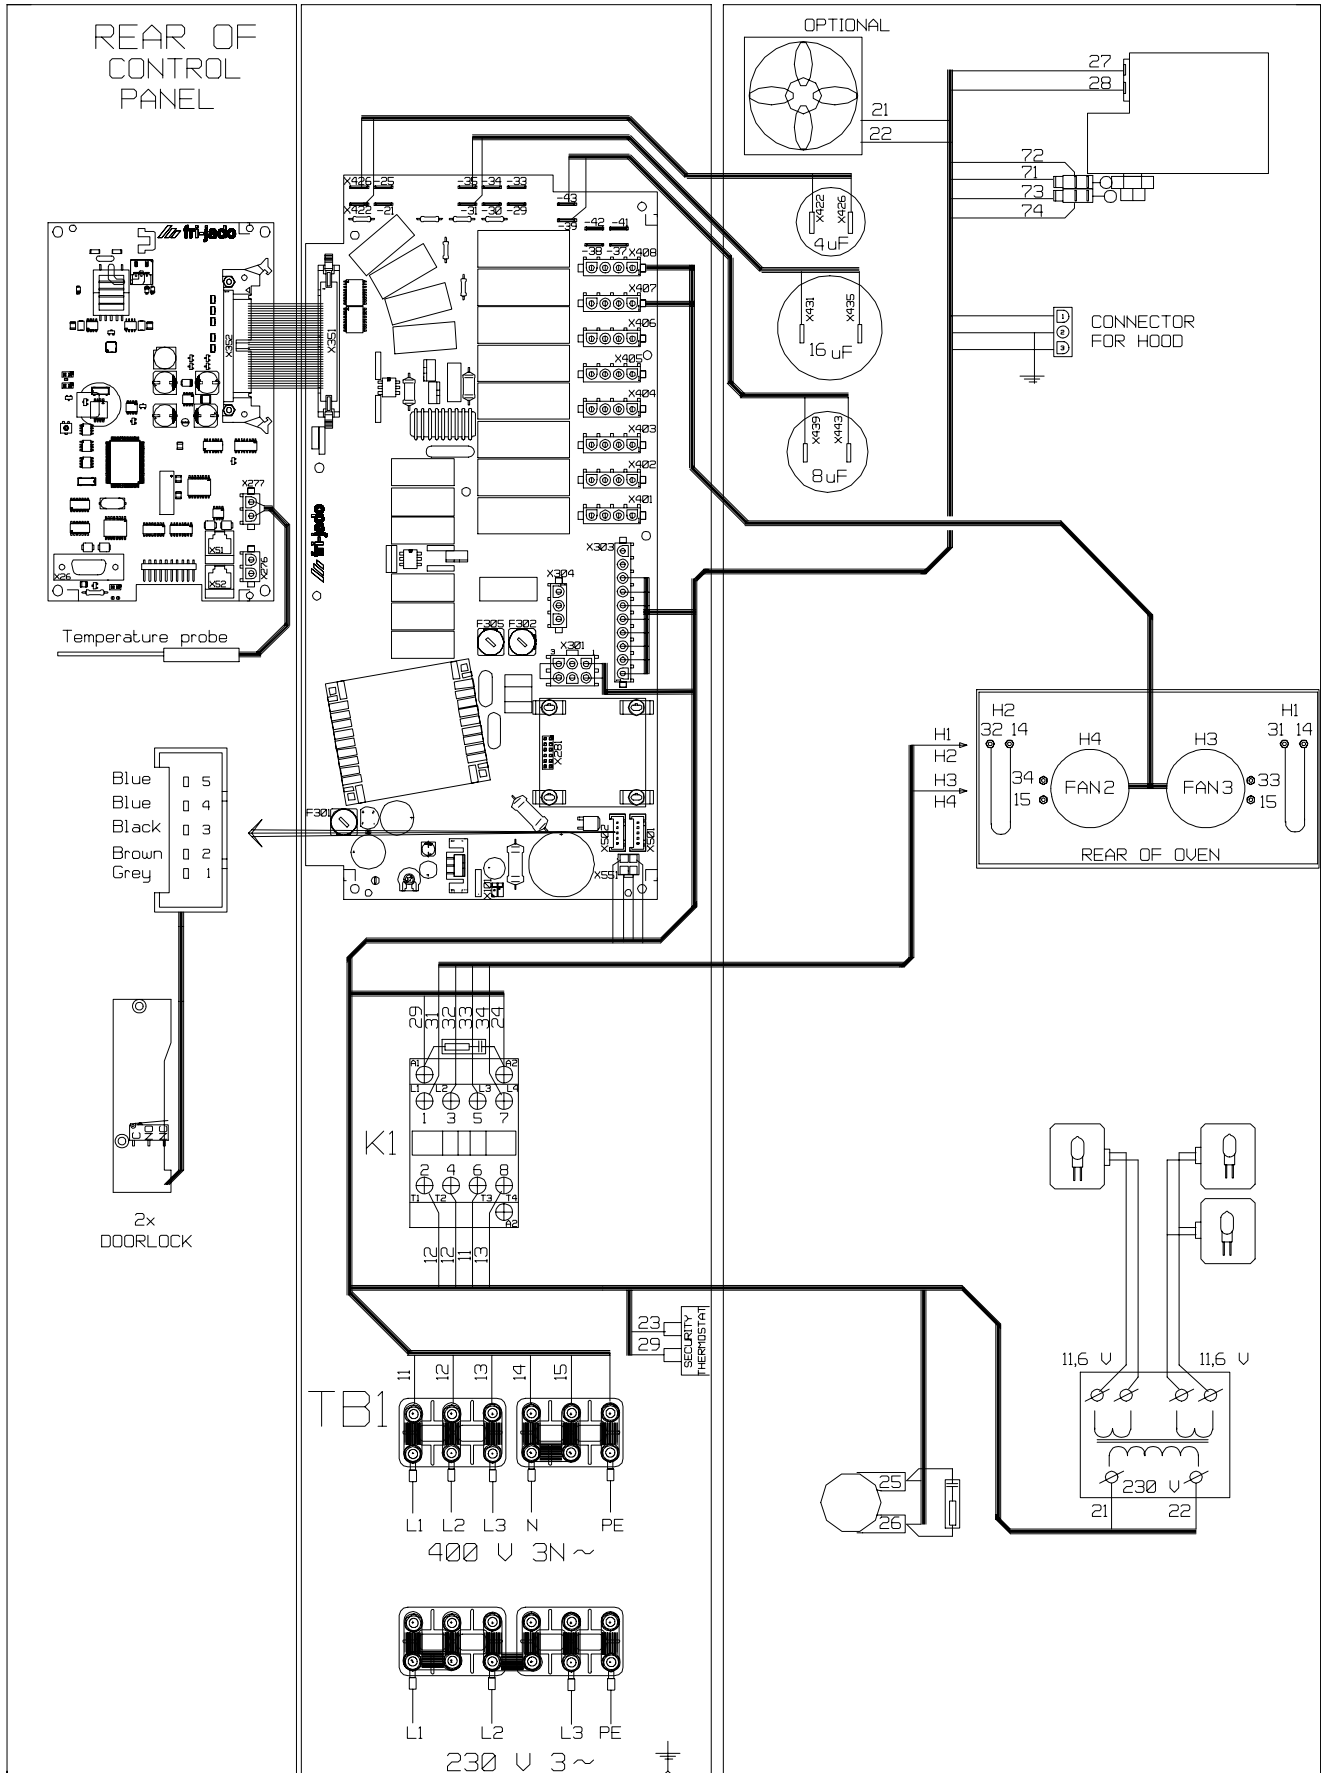 REAR OF
CONTROL
PANEL
fri-jado
X352
X277
X51
X52
X276
X26
Temperature probe
Blue 5
Blue 4
Black 3
Brown 2
Grey 1
2x
DOORLOCK
X426 -25
X422 -21
-35 -34 -33
-31 -30 -29
-43
-39
-42 -41
-38 -37
X408
X407
X406
X405
X404
X403
X402
X401
X351
fri-jado
X303
X304
F305 F302
X301
X281
F301
X502
X501
X551
29
31
32
33
34
24
A1 A2
L1 L2 L3 L4
1 3 5 7
K1
2 4 6 8
T1 T2 T3 T4
A2
12
12
11
13
23
29
SECURITY
THERMOSTAT
11
12
13
14
15
TB1
L1 L2 L3 N PE
400 V 3N ~
L1 L2 L3 PE
230 V 3 ~
OPTIONAL
21
22
27
28
72
71
73
74
X422
X426
4uF
X431
X435
16 uF
X439
X443
8uF
1
2
3
CONNECTOR
FOR HOOD
H1
H2
H3
H4
H2
32 14
H4
H3
H1
31 14
34
15
FAN2
FAN3
33
15
REAR OF OVEN
11,6 V
11,6 V
230 V
21
22
25
26